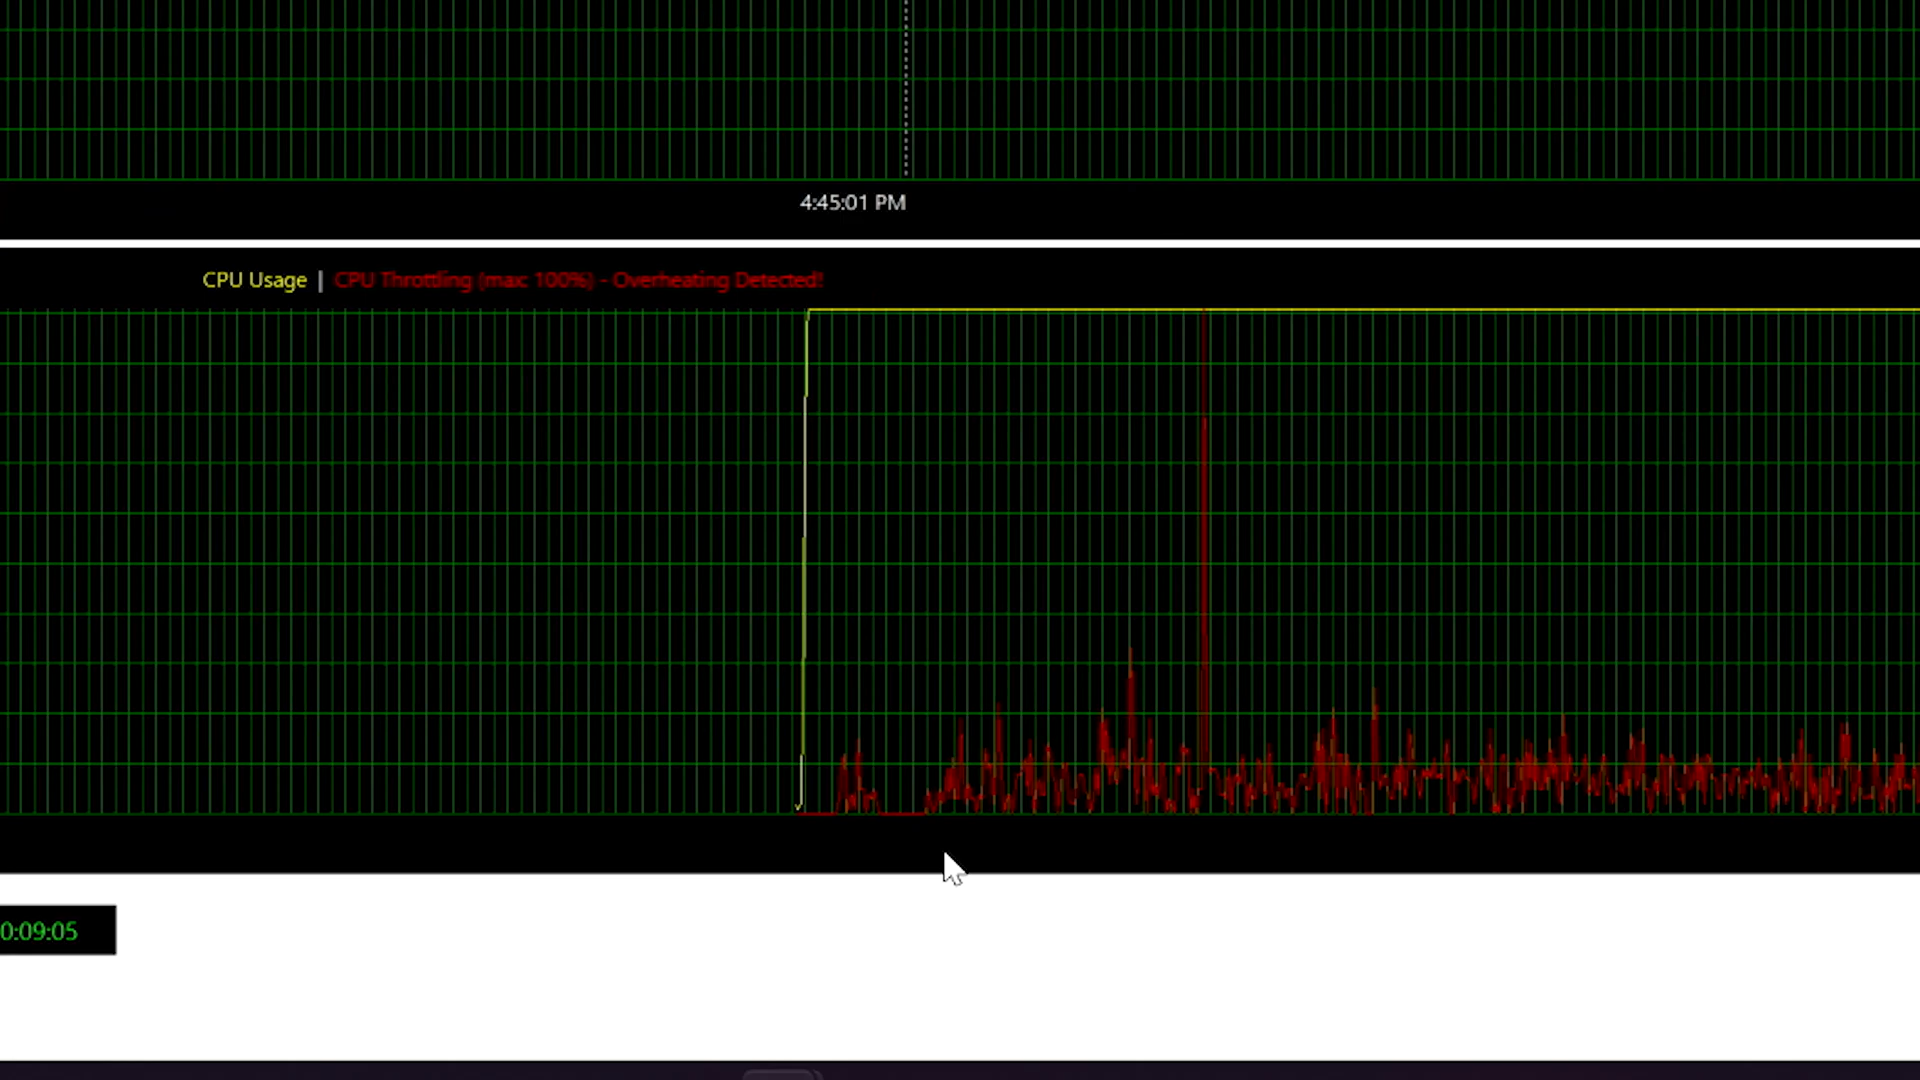 4:45:01 PM
CPU Usage | CPU Throttling (max: 100%) - Overheating Detected!
0:09:05